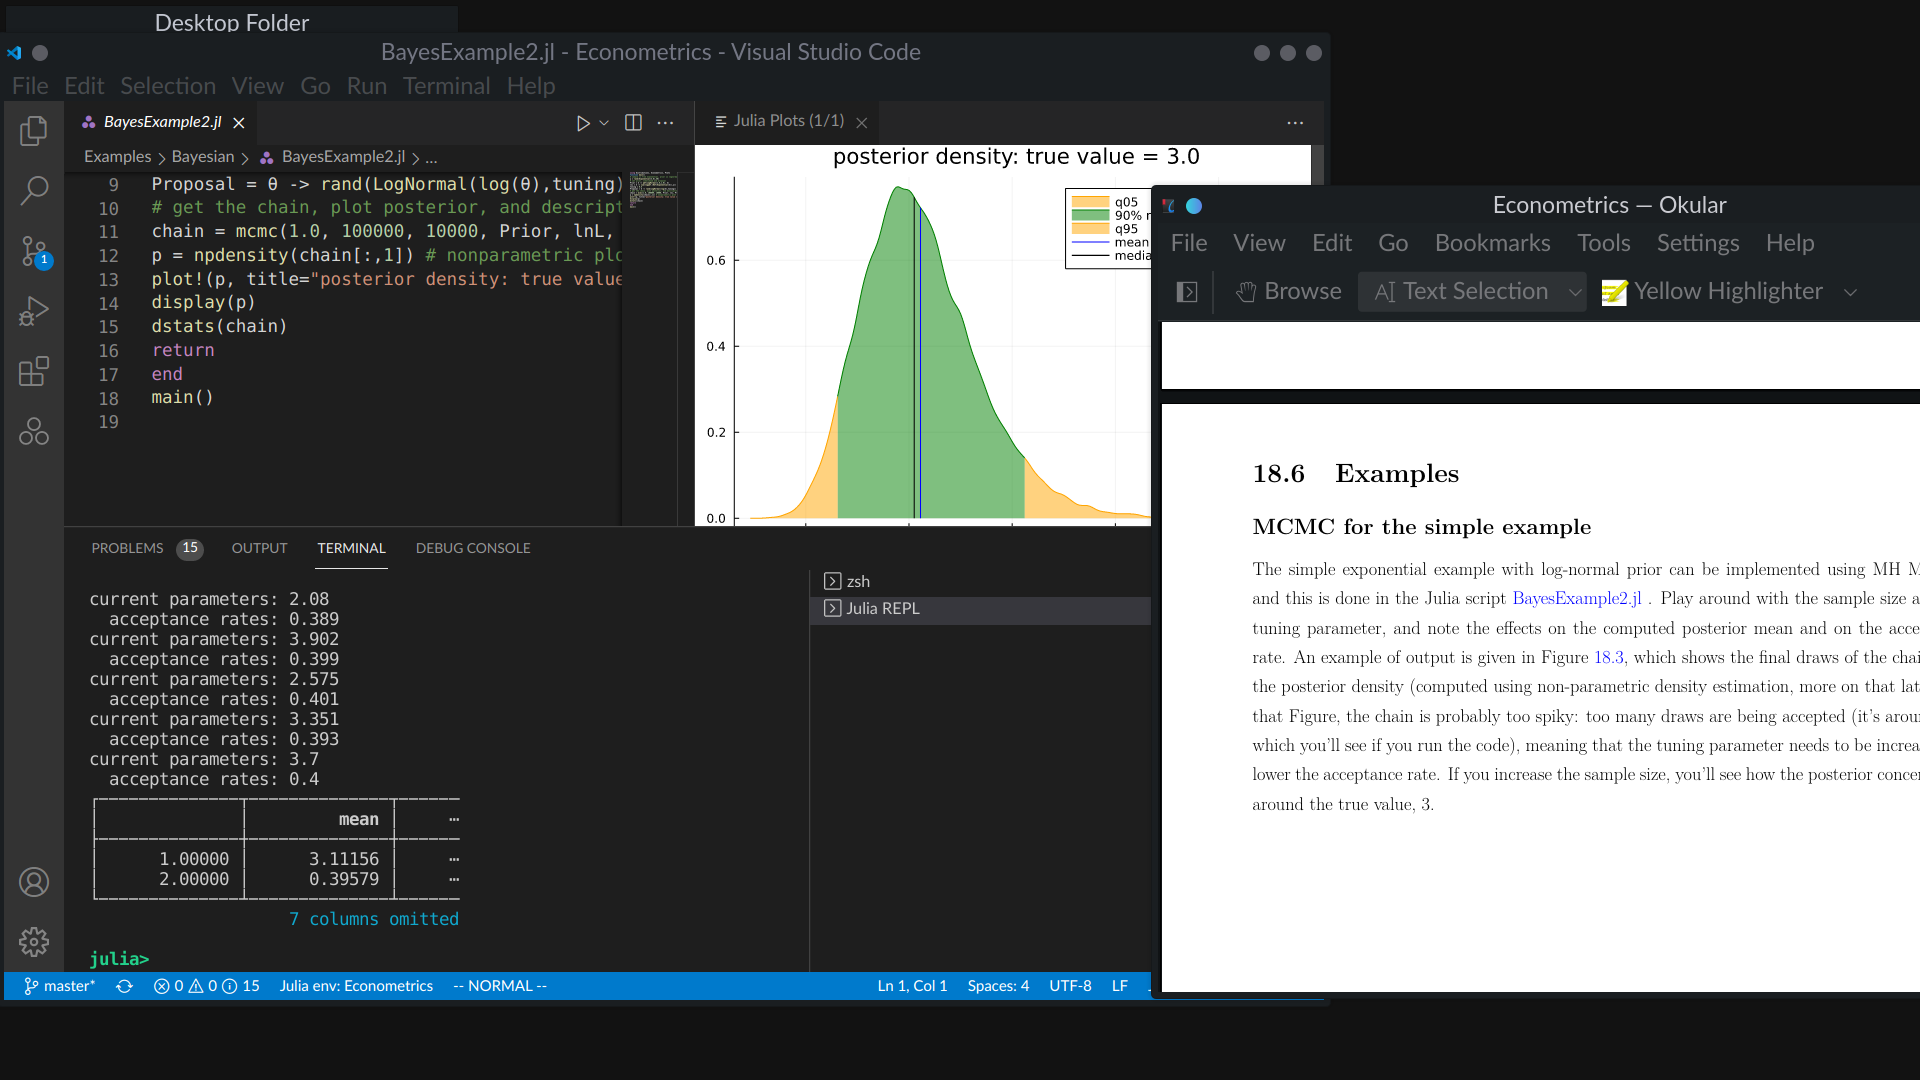 Desktop Folder
BayesExample2.jl - Econometrics - Visual Studio Code
File Edit Selection View Go Run Terminal Help
BayesExample2.jl
Examples > Bayesian > BayesExample2.jl > ...
9 Proposal = θ -> rand(LogNormal(log(θ),tuning)
10 # get the chain, plot posterior, and descript
11 chain = mcmc(1.0, 100000, 10000, Prior, lnL,
12 p = npdensity(chain[:,1]) # nonparametric plo
13 plot!(p, title="posterior density: true value
14 display(p)
15 dstats(chain)
16 return
17 end
18 main()
19
Julia Plots (1/1)
posterior density: true value = 3.0
q05
90% r
q95
mean
media
0.6
0.4
0.2
0.0
PROBLEMS 15 OUTPUT TERMINAL DEBUG CONSOLE
current parameters: 2.08
acceptance rates: 0.389
current parameters: 3.902
acceptance rates: 0.399
current parameters: 2.575
acceptance rates: 0.401
current parameters: 3.351
acceptance rates: 0.393
current parameters: 3.7
acceptance rates: 0.4
mean …
1.00000 3.11156 …
2.00000 0.39579 …
7 columns omitted
julia>
zsh
Julia REPL
1
master* 0 0 15 Julia env: Econometrics -- NORMAL -- Ln 1, Col 1 Spaces: 4 UTF-8 LF
Econometrics — Okular
File View Edit Go Bookmarks Tools Settings Help
Browse Text Selection Yellow Highlighter
18.6 Examples
MCMC for the simple example
The simple exponential example with log-normal prior can be implemented using MH M
and this is done in the Julia script BayesExample2.jl . Play around with the sample size a
tuning parameter, and note the effects on the computed posterior mean and on the acce
rate. An example of output is given in Figure 18.3, which shows the final draws of the chai
the posterior density (computed using non-parametric density estimation, more on that lat
that Figure, the chain is probably too spiky: too many draws are being accepted (it's arou
which you'll see if you run the code), meaning that the tuning parameter needs to be increa
lower the acceptance rate. If you increase the sample size, you'll see how the posterior concer
around the true value, 3.